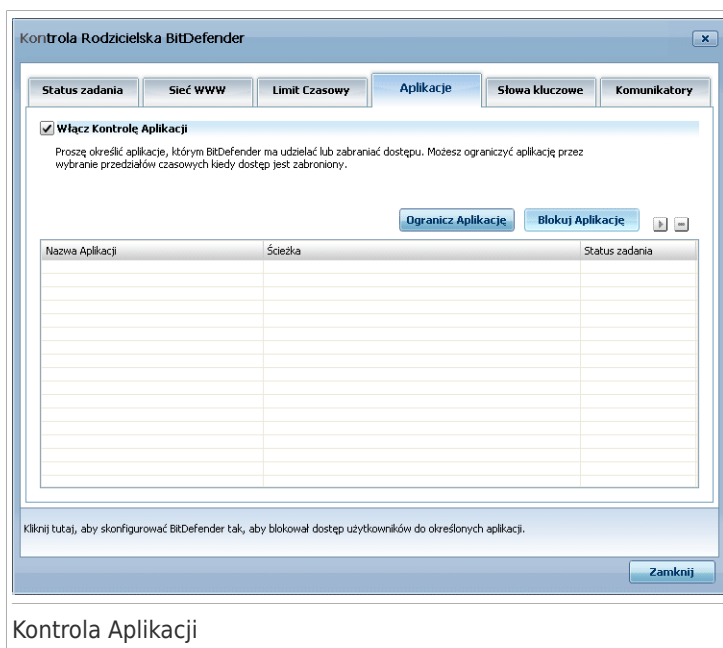 Kontrola Rodzicielska BitDefender
Status zadania
Sieć WWW
Limit Czasowy
Aplikacje
Słowa kluczowe
Komunikatory
Włącz Kontrolę Aplikacji
Proszę określić aplikacje, którym BitDefender ma udzielać lub zabraniać dostępu. Możesz ograniczyć aplikację przez
wybranie przedziałów czasowych kiedy dostęp jest zabroniony.
Ogranicz Aplikację
Blokuj Aplikację
Nazwa Aplikacji
Ścieżka
Status zadania
Kliknij tutaj, aby skonfigurować BitDefender tak, aby blokował dostęp użytkowników do określonych aplikacji.
Zamknij
Kontrola Aplikacji